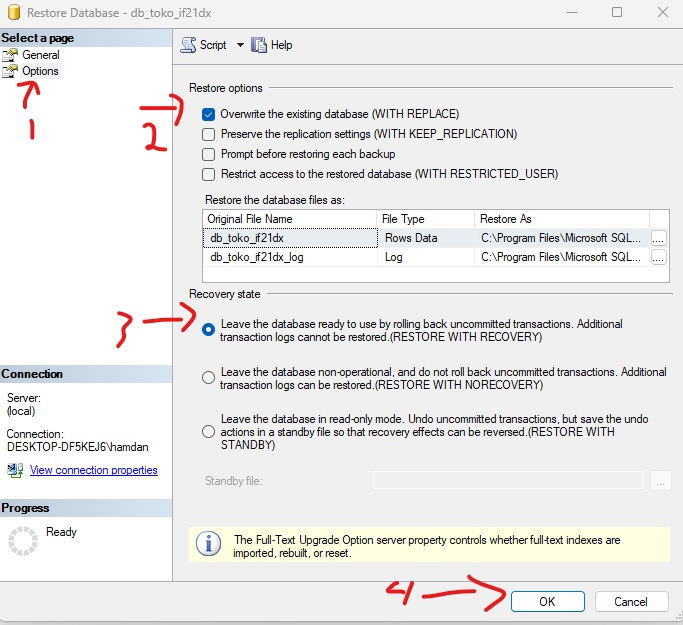 Restore Database - db_toko_if21dx
Select a page
General
Options
1
Script
Help
Restore options
2
Overwrite the existing database (WITH REPLACE)
Preserve the replication settings (WITH KEEP_REPLICATION)
Prompt before restoring each backup
Restrict access to the restored database (WITH RESTRICTED_USER)
Restore the database files as:
Original File Name File Type Restore As
db_toko_if21dx Rows Data C:\Program Files\Microsoft SQL... ...
db_toko_if21dx_log Log C:\Program Files\Microsoft SQL... ...
Recovery state
3
Leave the database ready to use by rolling back uncommitted transactions. Additional
transaction logs cannot be restored.(RESTORE WITH RECOVERY)
Leave the database non-operational, and do not roll back uncommitted transactions. Additional
transaction logs can be restored.(RESTORE WITH NORECOVERY)
Leave the database in read-only mode. Undo uncommitted transactions, but save the undo
actions in a standby file so that recovery effects can be reversed.(RESTORE WITH
STANDBY)
Standby file:
...
Connection
Server:
(local)
Connection:
DESKTOP-DF5KEJ6\hamdan
View connection properties
Progress
Ready
The Full-Text Upgrade Option server property controls whether full-text indexes are
imported, rebuilt, or reset.
4
OK
Cancel